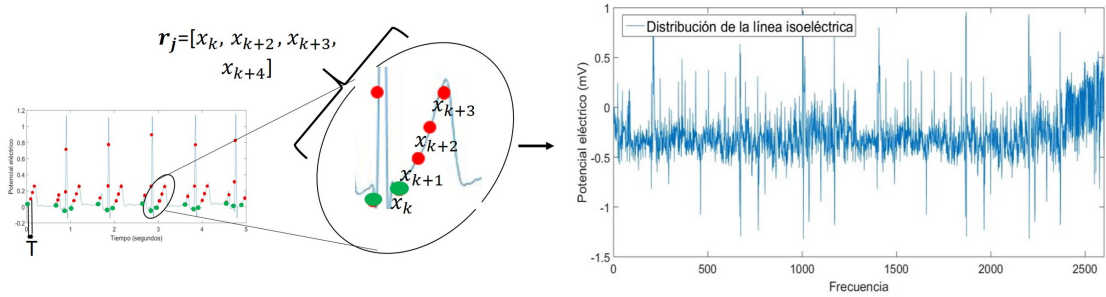 r_j=[x_k, x_{k+2}, x_{k+3},
x_{k+4}]
Potencial eléctrico
1.2
1
0.8
0.6
0.4
0.2
0
-0.2
0
1
2
3
4
5
Tiempo (segundos)
T
x_{k+3}
x_{k+2}
x_{k+1}
x_k
Distribución de la línea isoeléctrica
Potencial eléctrico (mV)
1
0.5
0
-0.5
-1
-1.5
0
500
1000
1500
2000
2500
Frecuencia